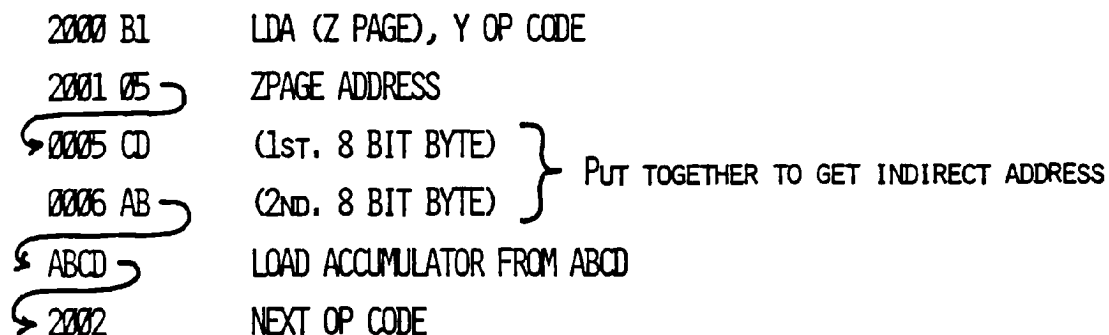 2000 B1 LDA (Z PAGE), Y OP CODE
2001 05 ZPAGE ADDRESS
0005 CD (1ST. 8 BIT BYTE)
PUT TOGETHER TO GET INDIRECT ADDRESS
0006 AB (2ND. 8 BIT BYTE)
ABCD LOAD ACCUMULATOR FROM ABCD
2002 NEXT OP CODE